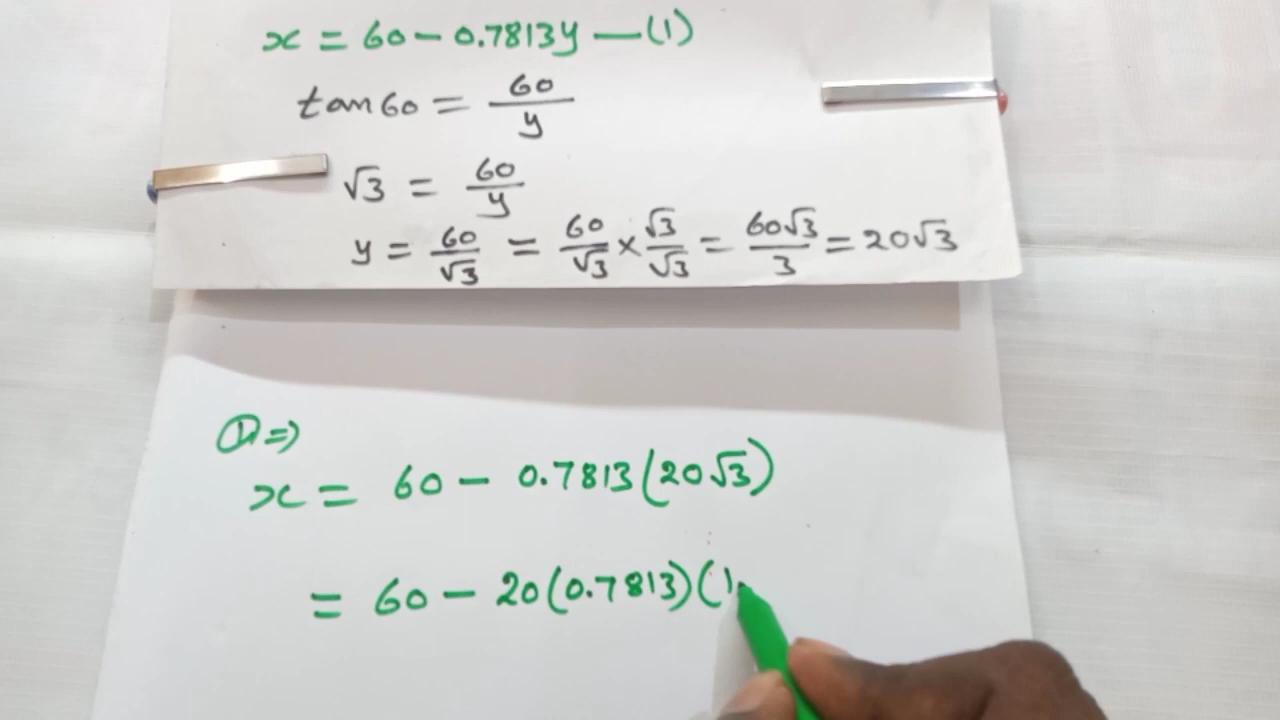 x = 60 − 0.7813y —(1)
tan60 = 60/y
√3 = 60/y
y = 60/√3 = 60/√3 × √3/√3 = 60√3/3 = 20√3
① ⇒
x = 60 − 0.7813(20√3)
= 60 − 20(0.7813)(1